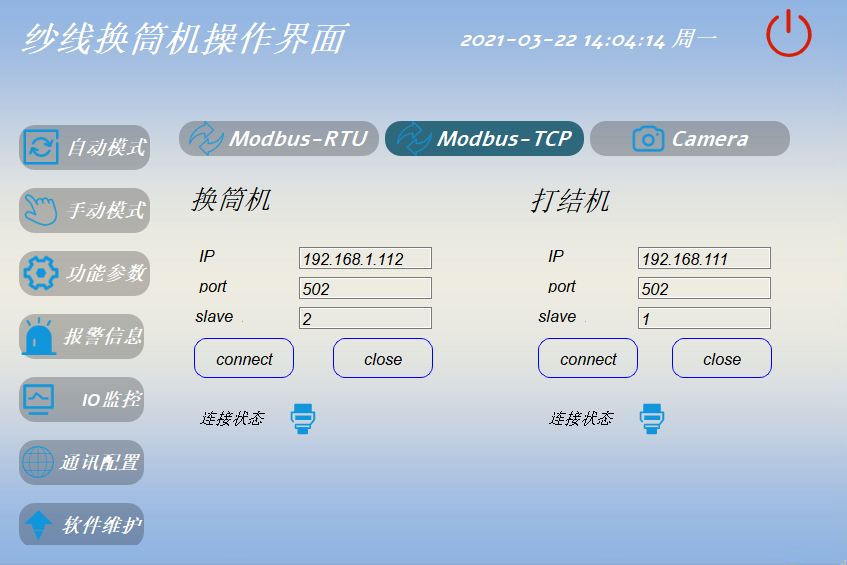 纱线换筒机操作界面
2021-03-22 14:04:14 周一
Modbus-RTU
Modbus-TCP
Camera
自动模式
手动模式
功能参数
报警信息
IO监控
通讯配置
软件维护
换筒机
IP
192.168.1.112
port
502
slave
2
connect
close
连接状态
打结机
IP
192.168.111
port
502
slave
1
connect
close
连接状态